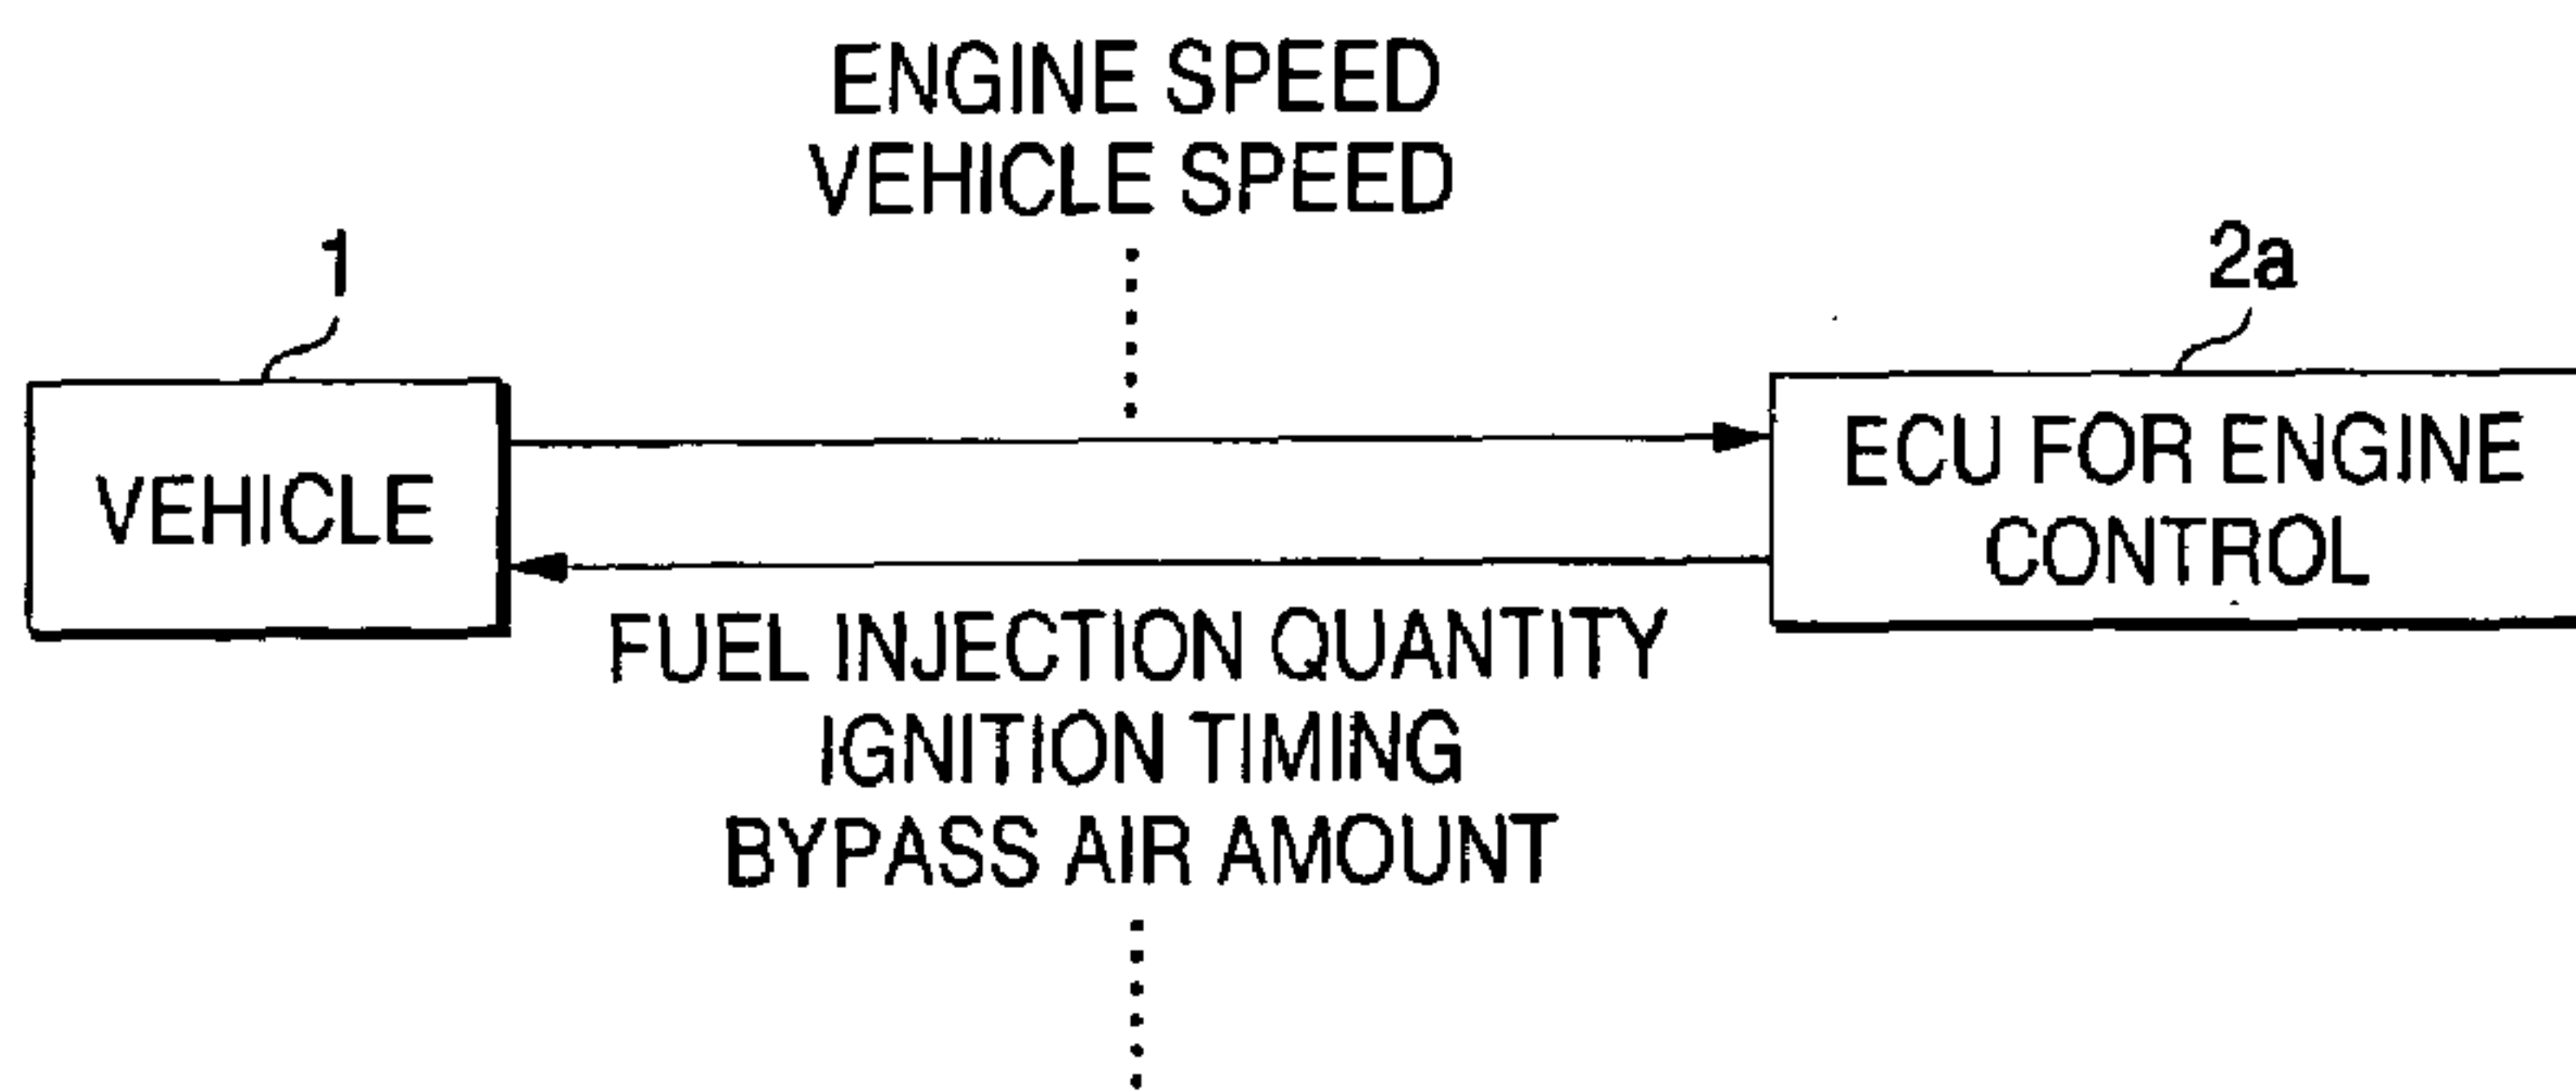 ENGINE SPEED
VEHICLE SPEED
1
2a
VEHICLE
ECU FOR ENGINE
CONTROL
FUEL INJECTION QUANTITY
IGNITION TIMING
BYPASS AIR AMOUNT